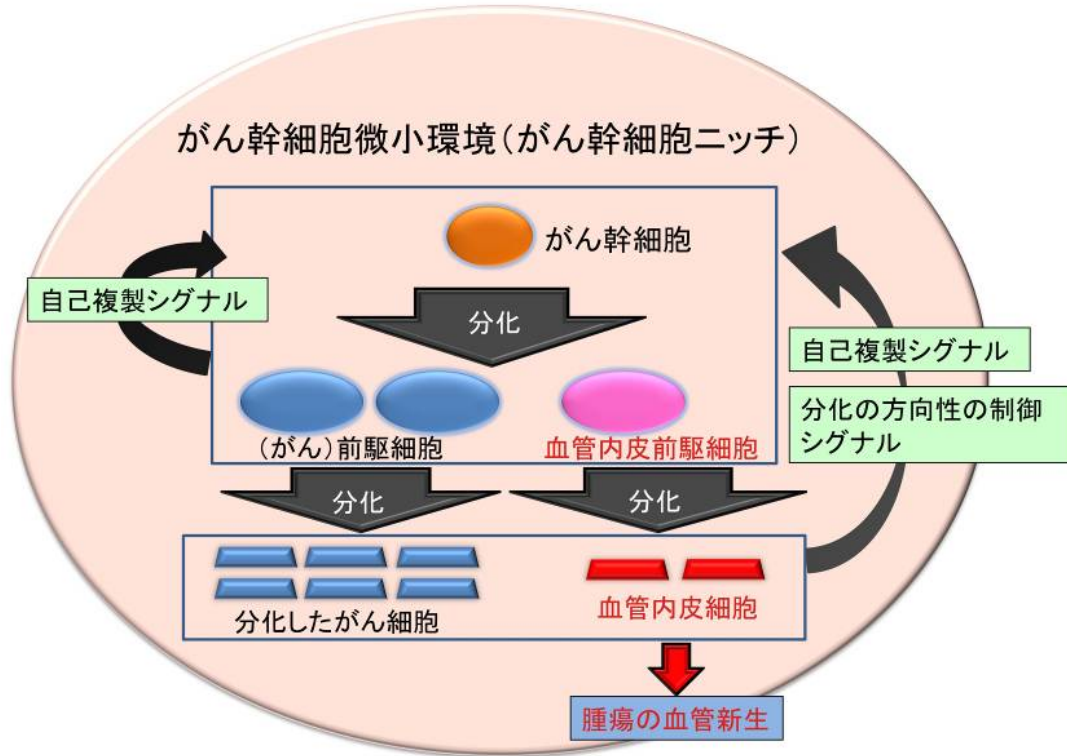 がん幹細胞微小環境(がん幹細胞ニッチ)
がん幹細胞
自己複製シグナル
分化
自己複製シグナル
分化の方向性の制御
シグナル
(がん)前駆細胞
血管内皮前駆細胞
分化
分化
分化したがん細胞
血管内皮細胞
腫瘍の血管新生